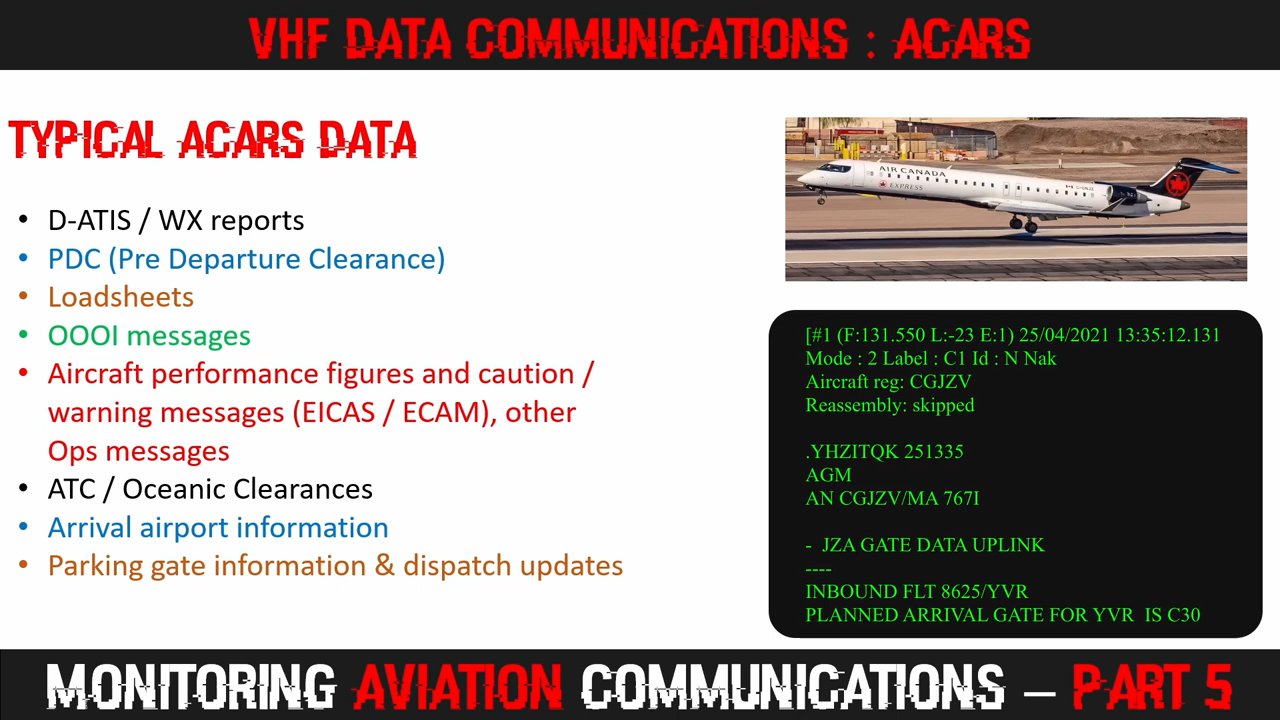 VHF DATA COMMUNICATIONS : ACARS
TYPICAL ACARS DATA
• D-ATIS / WX reports
• PDC (Pre Departure Clearance)
• Loadsheets
• OOOI messages
• Aircraft performance figures and caution /
warning messages (EICAS / ECAM), other
Ops messages
• ATC / Oceanic Clearances
• Arrival airport information
• Parking gate information & dispatch updates
AIR CANADA
EXPRESS
[#1 (F:131.550 L:-23 E:1) 25/04/2021 13:35:12.131
Mode : 2 Label : C1 Id : N Nak
Aircraft reg: CGJZV
Reassembly: skipped
.YHZITQK 251335
AGM
AN CGJZV/MA 767I
- JZA GATE DATA UPLINK
----
INBOUND FLT 8625/YVR
PLANNED ARRIVAL GATE FOR YVR IS C30
MONITORING AVIATION COMMUNICATIONS – PART 5